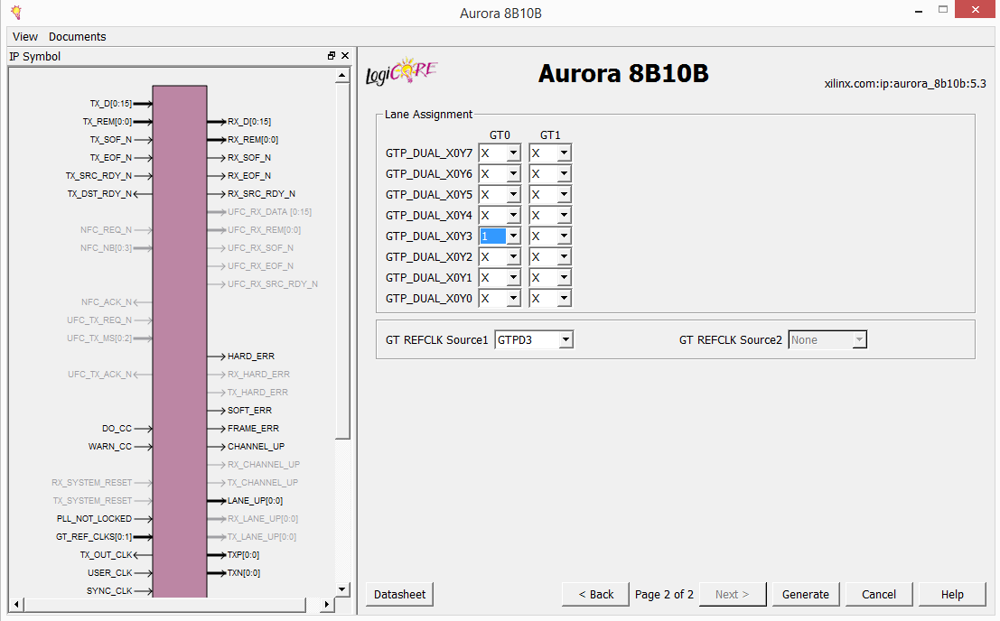 Aurora 8B10B
View Documents
IP Symbol
TX_D[0:15]
TX_REM[0:0]
TX_SOF_N
TX_EOF_N
TX_SRC_RDY_N
TX_DST_RDY_N
NFC_REQ_N
NFC_NB[0:3]
NFC_ACK_N
UFC_TX_REQ_N
UFC_TX_MS[0:2]
UFC_TX_ACK_N
DO_CC
WARN_CC
RX_SYSTEM_RESET
TX_SYSTEM_RESET
PLL_NOT_LOCKED
GT_REF_CLKS[0:1]
TX_OUT_CLK
USER_CLK
SYNC_CLK
RX_D[0:15]
RX_REM[0:0]
RX_SOF_N
RX_EOF_N
RX_SRC_RDY_N
UFC_RX_DATA [0:15]
UFC_RX_REM[0:0]
UFC_RX_SOF_N
UFC_RX_EOF_N
UFC_RX_SRC_RDY_N
HARD_ERR
RX_HARD_ERR
TX_HARD_ERR
SOFT_ERR
FRAME_ERR
CHANNEL_UP
RX_CHANNEL_UP
TX_CHANNEL_UP
LANE_UP[0:0]
RX_LANE_UP[0:0]
TX_LANE_UP[0:0]
TXP[0:0]
TXN[0:0]
LogiCORE
Aurora 8B10B
xilinx.com:ip:aurora_8b10b:5.3
Lane Assignment
GT0 GT1
GTP_DUAL_X0Y7 X X
GTP_DUAL_X0Y6 X X
GTP_DUAL_X0Y5 X X
GTP_DUAL_X0Y4 X X
GTP_DUAL_X0Y3 1 X
GTP_DUAL_X0Y2 X X
GTP_DUAL_X0Y1 X X
GTP_DUAL_X0Y0 X X
GT REFCLK Source1 GTPD3 GT REFCLK Source2 None
Datasheet < Back Page 2 of 2 Next > Generate Cancel Help